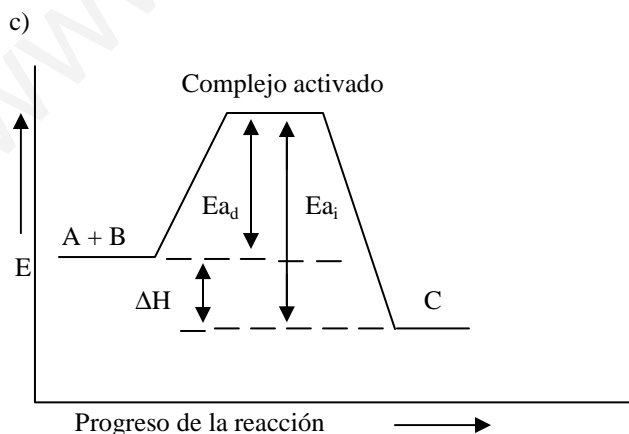 c)
Complejo activado
Ea_d Ea_i
A + B
E
ΔH C
Progreso de la reacción